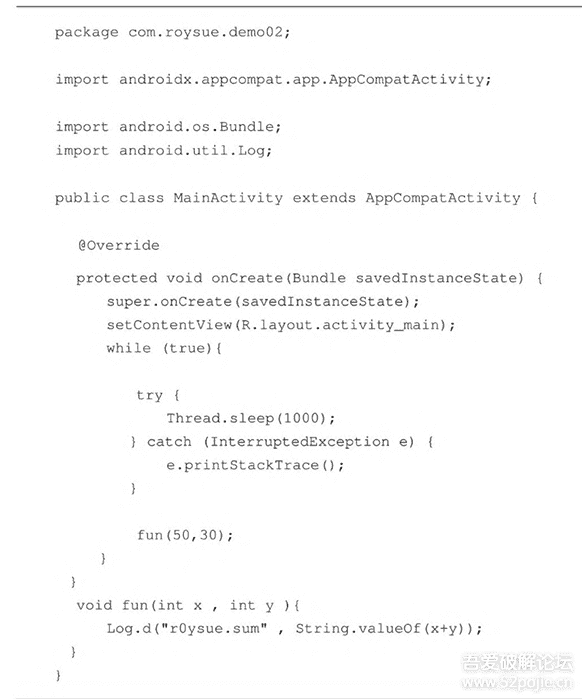 package com.roysue.demo02;
import androidx.appcompat.app.AppCompatActivity;
import android.os.Bundle;
import android.util.Log;
public class MainActivity extends AppCompatActivity {
@Override
protected void onCreate(Bundle savedInstanceState) {
super.onCreate(savedInstanceState);
setContentView(R.layout.activity_main);
while (true){
try {
Thread.sleep(1000);
} catch (InterruptedException e) {
e.printStackTrace();
}
fun(50,30);
}
}
void fun(int x , int y ){
Log.d("r0ysue.sum" , String.valueOf(x+y));
}
}
吾爱破解论坛
www.52pojie.cn